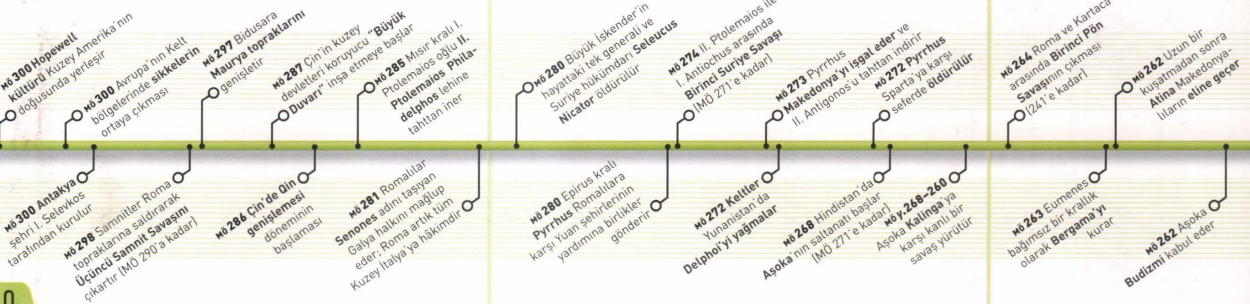 MÖ 300 Hopewell
kültürü Kuzey Amerika'nın
doğusunda yerleşir
MÖ 300 Avrupa'nın Kelt
bölgelerinde sikkelerin
ortaya çıkması
MÖ 297 Bidusara
Maurya topraklarını
genişletir
MÖ 287 Çin'in kuzey
devletleri koruyucu "Büyük
Duvarı" inşa etmeye başlar
MÖ 285 Mısır kralı I.
Ptolemaios oğlu II.
Ptolemaios Phila-
delphos lehine
tahttan iner
MÖ 280 Büyük İskender'in
hayattaki tek generali ve
Suriye hükümdarı Seleucus
Nicator öldürülür
MÖ 274 II. Ptolemaios ile
I. Antiochus arasında
Birinci Suriye Savaşı
(MÖ 271'e kadar)
MÖ 273 Pyrrhus
Makedonya'yı işgal eder ve
II. Antigonos'u tahttan indirir
MÖ 272 Pyrrhus
Sparta'ya karşı
seferde öldürülür
MÖ 264 Roma ve Kartaca
arasında Birinci Pön
Savaşının çıkması
(241'e kadar)
MÖ 262 Uzun bir
kuşatmadan sonra
Atina Makedonya-
lıların eline geçer
MÖ 300 Antakya
şehri I. Selevkos
tarafından kurulur
MÖ 298 Samnitler Roma
topraklarına saldırarak
Üçüncü Samnit Savaşını
çıkartır (MÖ 290'a kadar)
MÖ 286 Çin'de Qin
genişlemesi
döneminin
başlaması
MÖ 281 Romalılar
Senones adını taşıyan
Galya halkını mağlup
eder; Roma artık tüm
Kuzey İtalya'ya hâkimdir
MÖ 280 Epirus kralı
Pyrrhus Romalılara
karşı Yuan şehirlerinin
yardımına birlikler
gönderir
MÖ 272 Keltler
Yunanistan'da
Delphoi'yi yağmalar
MÖ 268 Hindistan'da
Aşoka'nın saltanatı başlar
(MÖ 271'e kadar)
MÖ y.268-260
Aşoka Kalinga'ya
karşı kanlı bir
savaş yürütür
MÖ 263 Eumenes
bağımsız bir krallık
olarak Bergama'yı
kurar
MÖ 262 Aşoka
Budizmi kabul eder